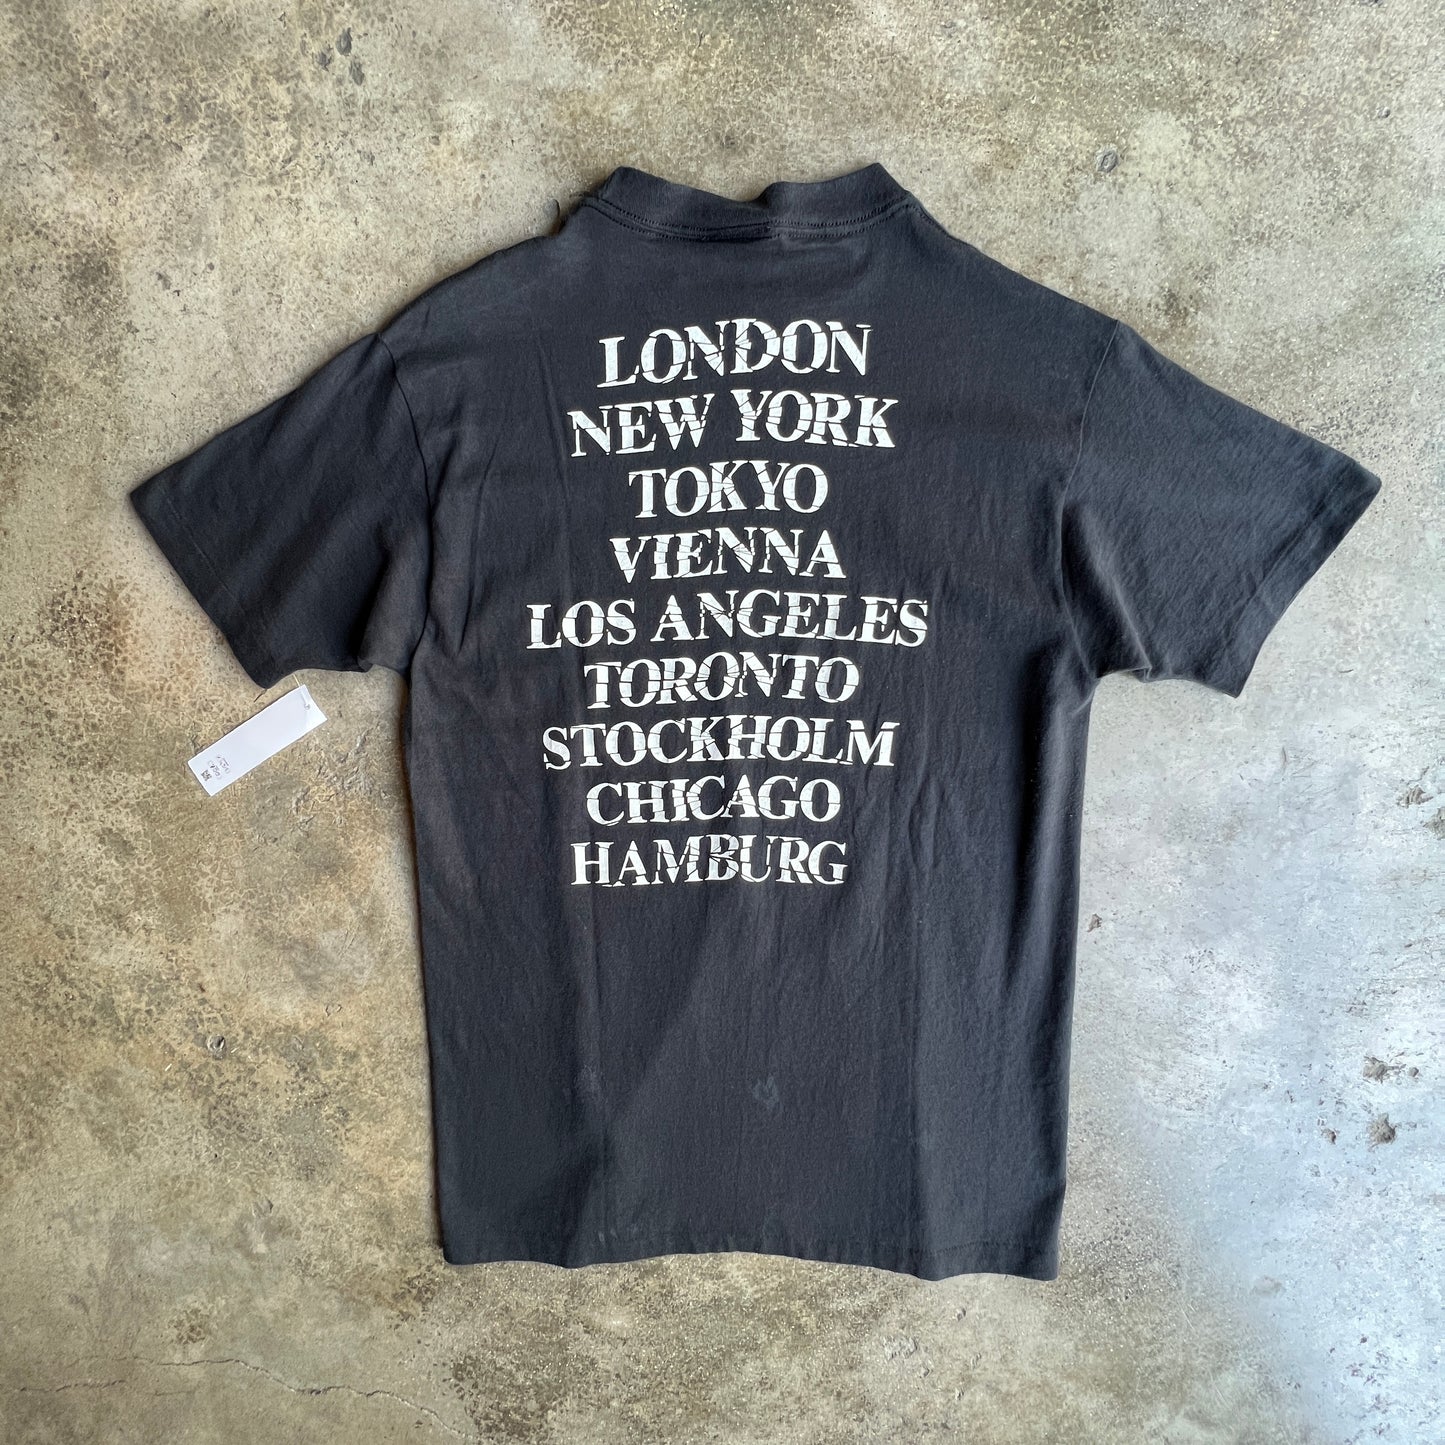 LONDON
NEW YORK
TOKYO
VIENNA
LOS ANGELES
TORONTO
STOCKHOLM
CHICAGO
HAMBURG